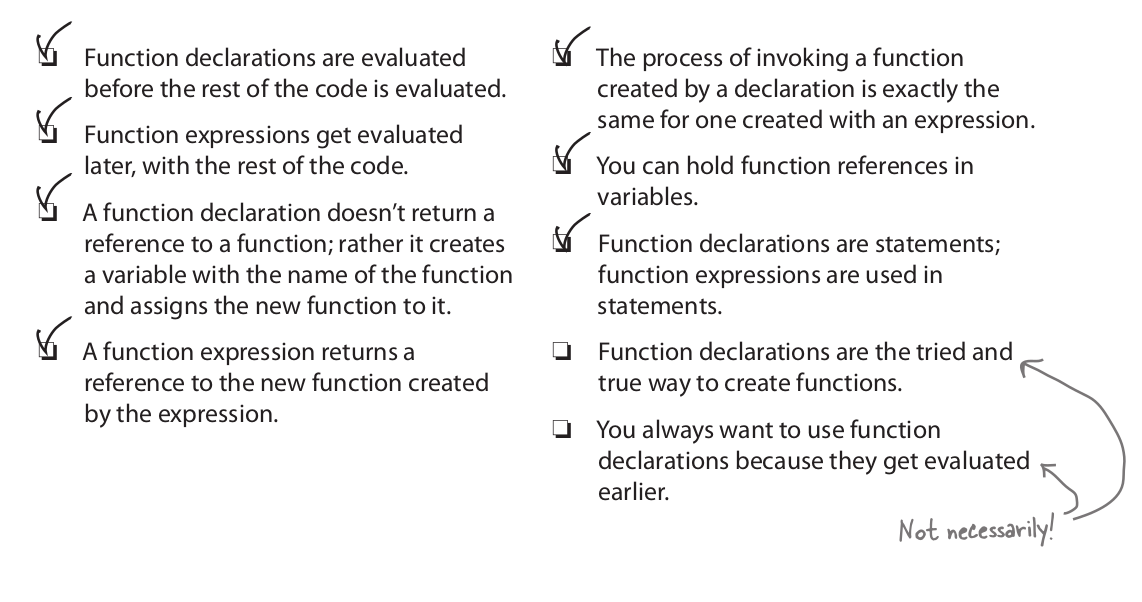 Function declarations are evaluated
before the rest of the code is evaluated.
Function expressions get evaluated
later, with the rest of the code.
A function declaration doesn’t return a
reference to a function; rather it creates
a variable with the name of the function
and assigns the new function to it.
A function expression returns a
reference to the new function created
by the expression.
The process of invoking a function
created by a declaration is exactly the
same for one created with an expression.
You can hold function references in
variables.
Function declarations are statements;
function expressions are used in
statements.
Function declarations are the tried and
true way to create functions.
You always want to use function
declarations because they get evaluated
earlier.
Not necessarily!